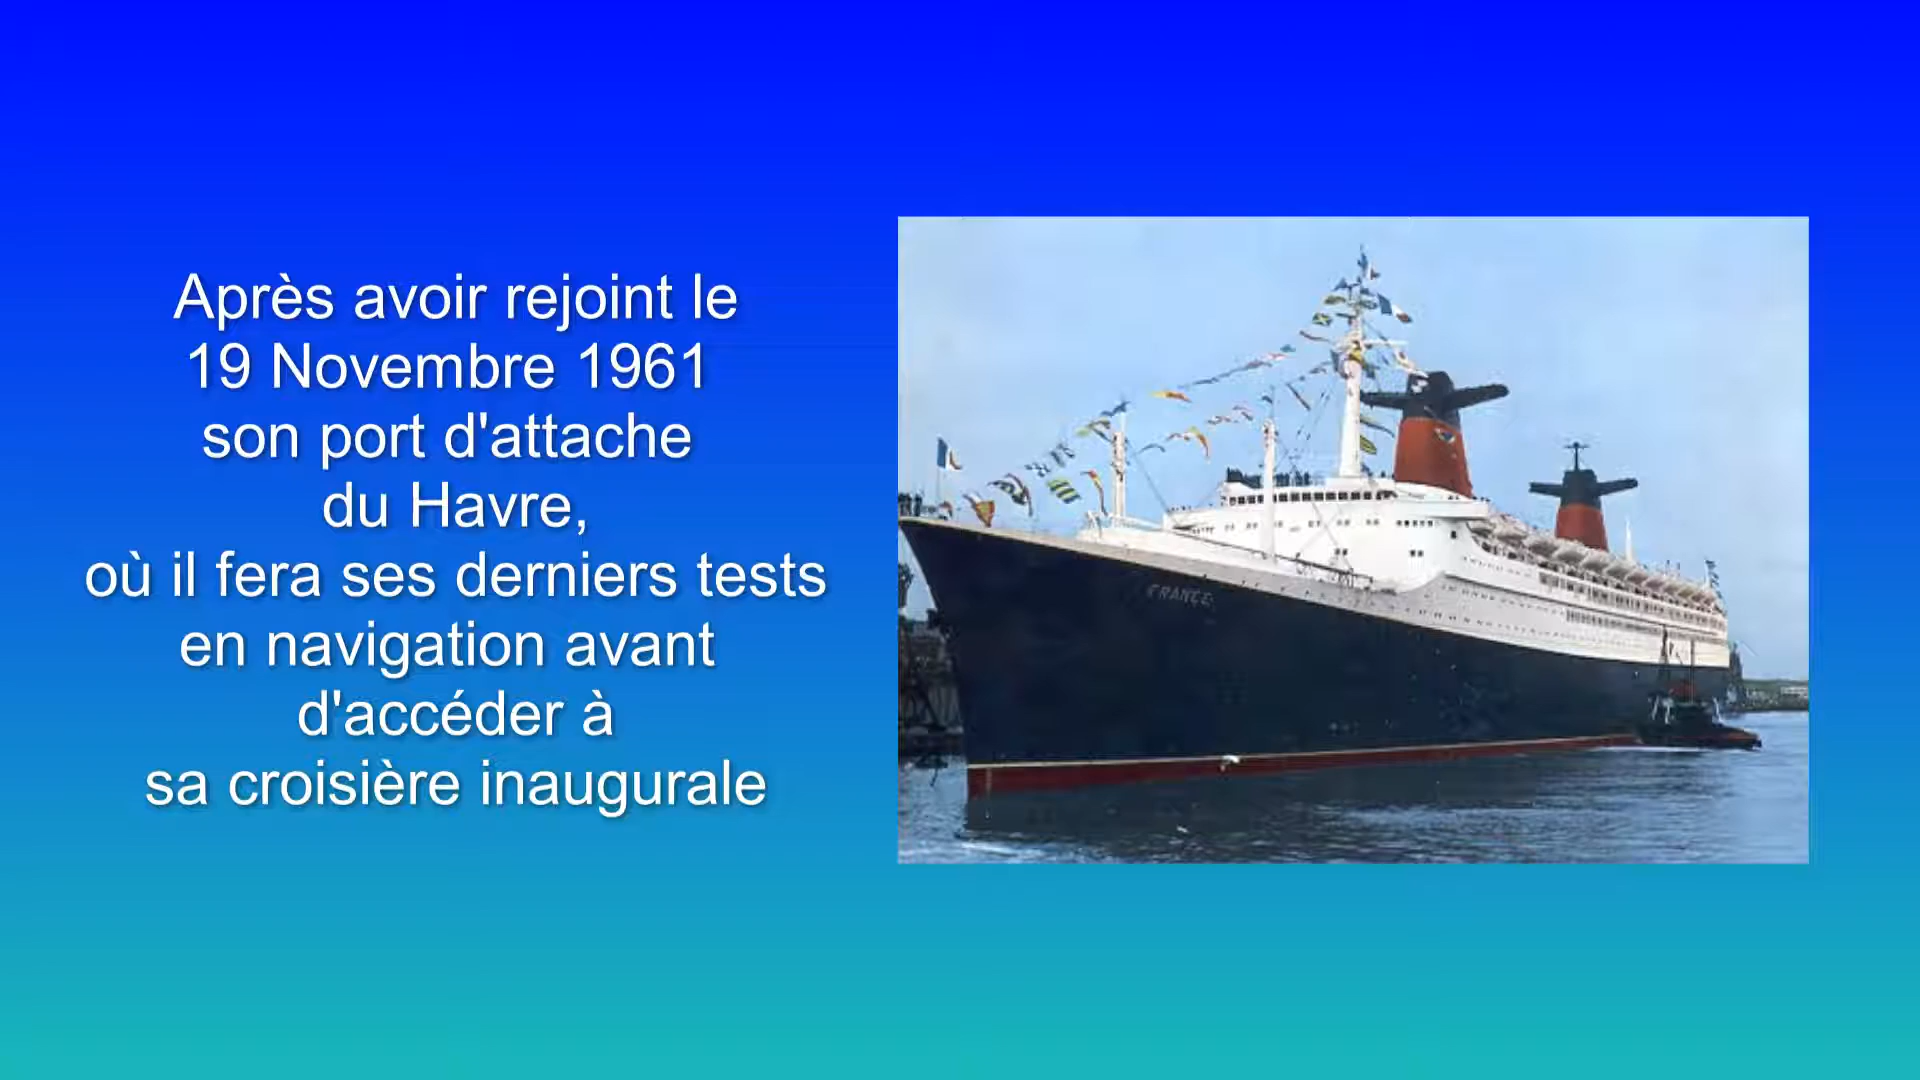 Après avoir rejoint le
19 Novembre 1961
son port d'attache
du Havre,
où il fera ses derniers tests
en navigation avant
d'accéder à
sa croisière inaugurale
FRANCE